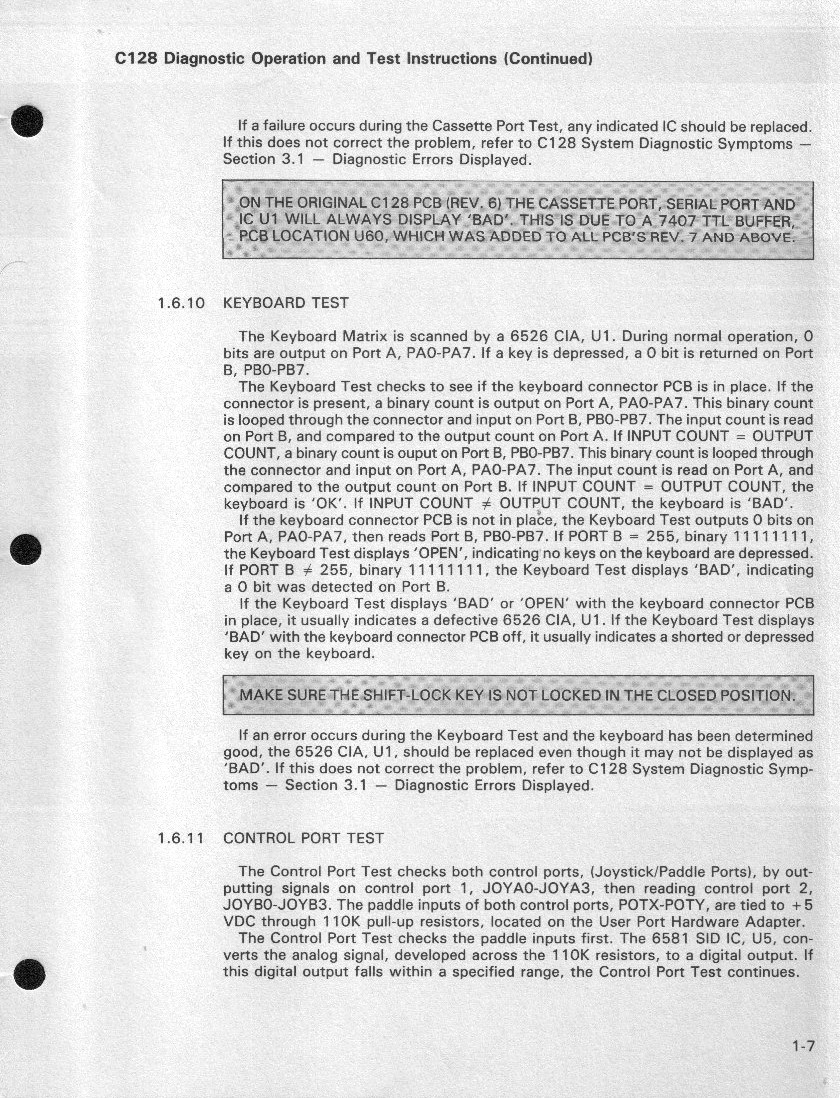 C128 Diagnostic Operation and Test Instructions (Continued)
If a failure occurs during the Cassette Port Test, any indicated IC should be replaced.
If this does not correct the problem, refer to C128 System Diagnostic Symptoms —
Section 3.1 — Diagnostic Errors Displayed.
ON THE ORIGINAL C128 PCB (REV. 6) THE CASSETTE PORT, SERIAL PORT AND
IC U1 WILL ALWAYS DISPLAY 'BAD'. THIS IS DUE TO A 7407 TTL BUFFER,
PCB LOCATION U60, WHICH WAS ADDED TO ALL PCB'S REV. 7 AND ABOVE.
1.6.10 KEYBOARD TEST
The Keyboard Matrix is scanned by a 6526 CIA, U1. During normal operation, 0
bits are output on Port A, PA0-PA7. If a key is depressed, a 0 bit is returned on Port
B, PB0-PB7.
The Keyboard Test checks to see if the keyboard connector PCB is in place. If the
connector is present, a binary count is output on Port A, PA0-PA7. This binary count
is looped through the connector and input on Port B, PB0-PB7. The input count is read
on Port B, and compared to the output count on Port A. If INPUT COUNT = OUTPUT
COUNT, a binary count is ouput on Port B, PB0-PB7. This binary count is looped through
the connector and input on Port A, PA0-PA7. The input count is read on Port A, and
compared to the output count on Port B. If INPUT COUNT = OUTPUT COUNT, the
keyboard is 'OK'. If INPUT COUNT ≠ OUTPUT COUNT, the keyboard is 'BAD'.
If the keyboard connector PCB is not in place, the Keyboard Test outputs 0 bits on
Port A, PA0-PA7, then reads Port B, PB0-PB7. If PORT B = 255, binary 11111111,
the Keyboard Test displays 'OPEN', indicating no keys on the keyboard are depressed.
If PORT B ≠ 255, binary 11111111, the Keyboard Test displays 'BAD', indicating
a 0 bit was detected on Port B.
If the Keyboard Test displays 'BAD' or 'OPEN' with the keyboard connector PCB
in place, it usually indicates a defective 6526 CIA, U1. If the Keyboard Test displays
'BAD' with the keyboard connector PCB off, it usually indicates a shorted or depressed
key on the keyboard.
MAKE SURE THE SHIFT-LOCK KEY IS NOT LOCKED IN THE CLOSED POSITION.
If an error occurs during the Keyboard Test and the keyboard has been determined
good, the 6526 CIA, U1, should be replaced even though it may not be displayed as
'BAD'. If this does not correct the problem, refer to C128 System Diagnostic Symp-
toms — Section 3.1 — Diagnostic Errors Displayed.
1.6.11 CONTROL PORT TEST
The Control Port Test checks both control ports, (Joystick/Paddle Ports), by out-
putting signals on control port 1, JOYA0-JOYA3, then reading control port 2,
JOYB0-JOYB3. The paddle inputs of both control ports, POTX-POTY, are tied to +5
VDC through 110K pull-up resistors, located on the User Port Hardware Adapter.
The Control Port Test checks the paddle inputs first. The 6581 SID IC, U5, con-
verts the analog signal, developed across the 110K resistors, to a digital output. If
this digital output falls within a specified range, the Control Port Test continues.
1-7